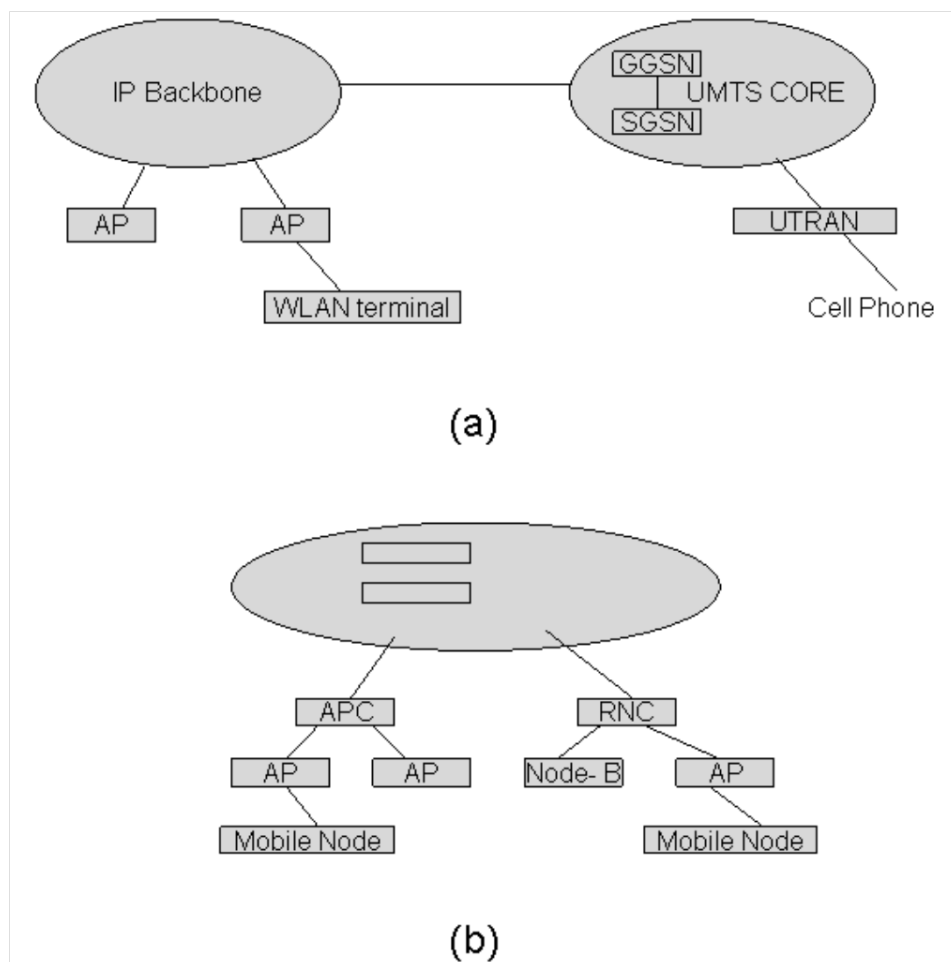 GGSN
IP Backbone
UMTS CORE
SGSN
AP
AP
UTRAN
WLAN terminal
Cell Phone
(a)
APC
RNC
AP
AP
Node- B
AP
Mobile Node
Mobile Node
(b)